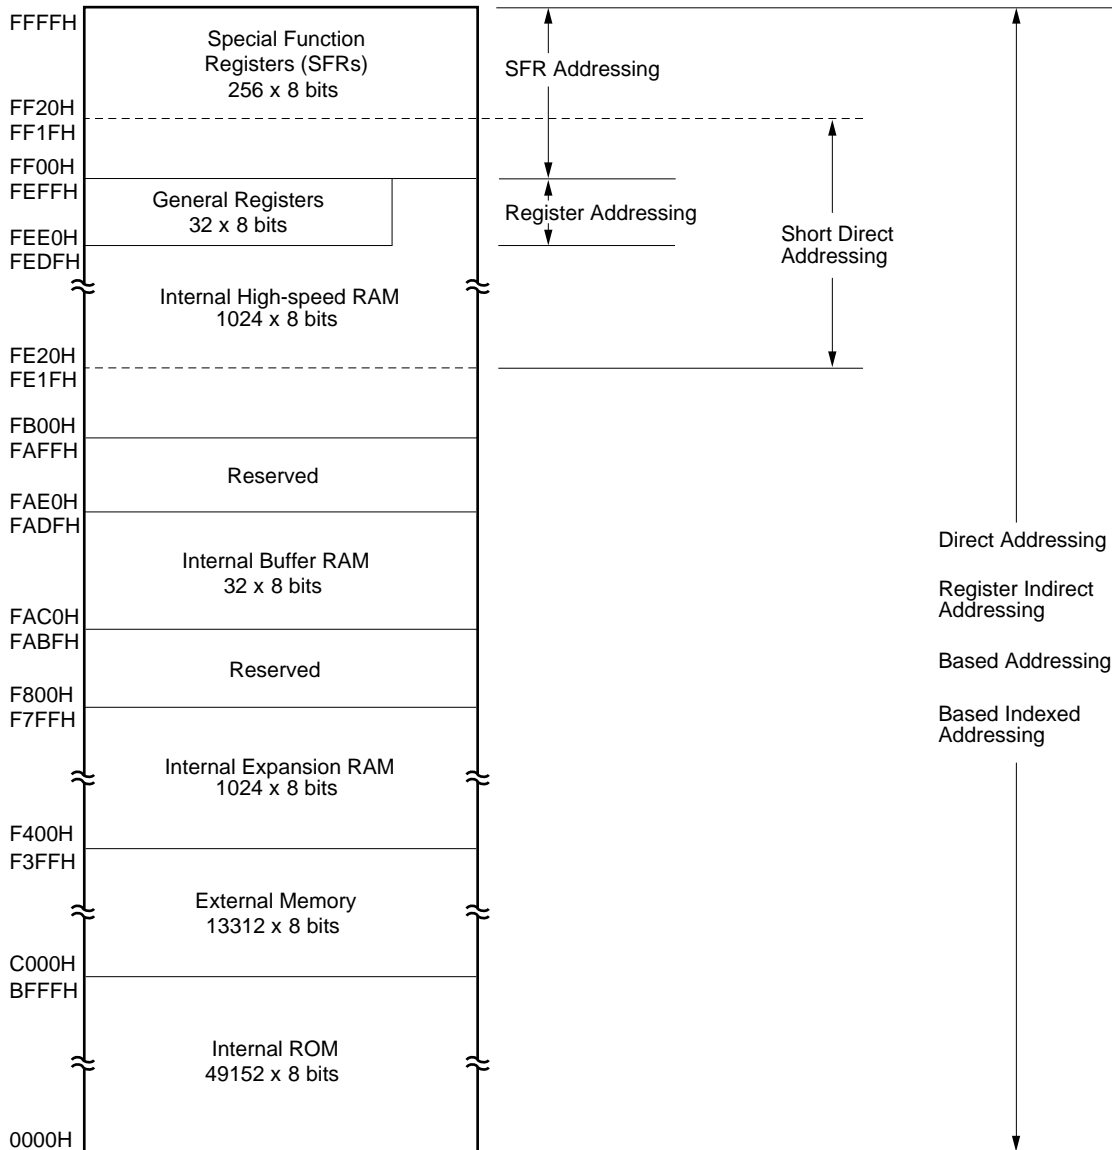 FFFFH
Special Function
Registers (SFRs)
256 x 8 bits
SFR Addressing
FF20H
FF1FH
FF00H
FEFFH
General Registers
32 x 8 bits
Register Addressing
Short Direct
Addressing
FEE0H
FEDFH
Internal High-speed RAM
1024 x 8 bits
FE20H
FE1FH
FB00H
FAFFH
Reserved
FAE0H
FADFH
Internal Buffer RAM
32 x 8 bits
FAC0H
FABFH
Reserved
F800H
F7FFH
Internal Expansion RAM
1024 x 8 bits
F400H
F3FFH
External Memory
13312 x 8 bits
C000H
BFFFH
Internal ROM
49152 x 8 bits
0000H
Direct Addressing
Register Indirect
Addressing
Based Addressing
Based Indexed
Addressing